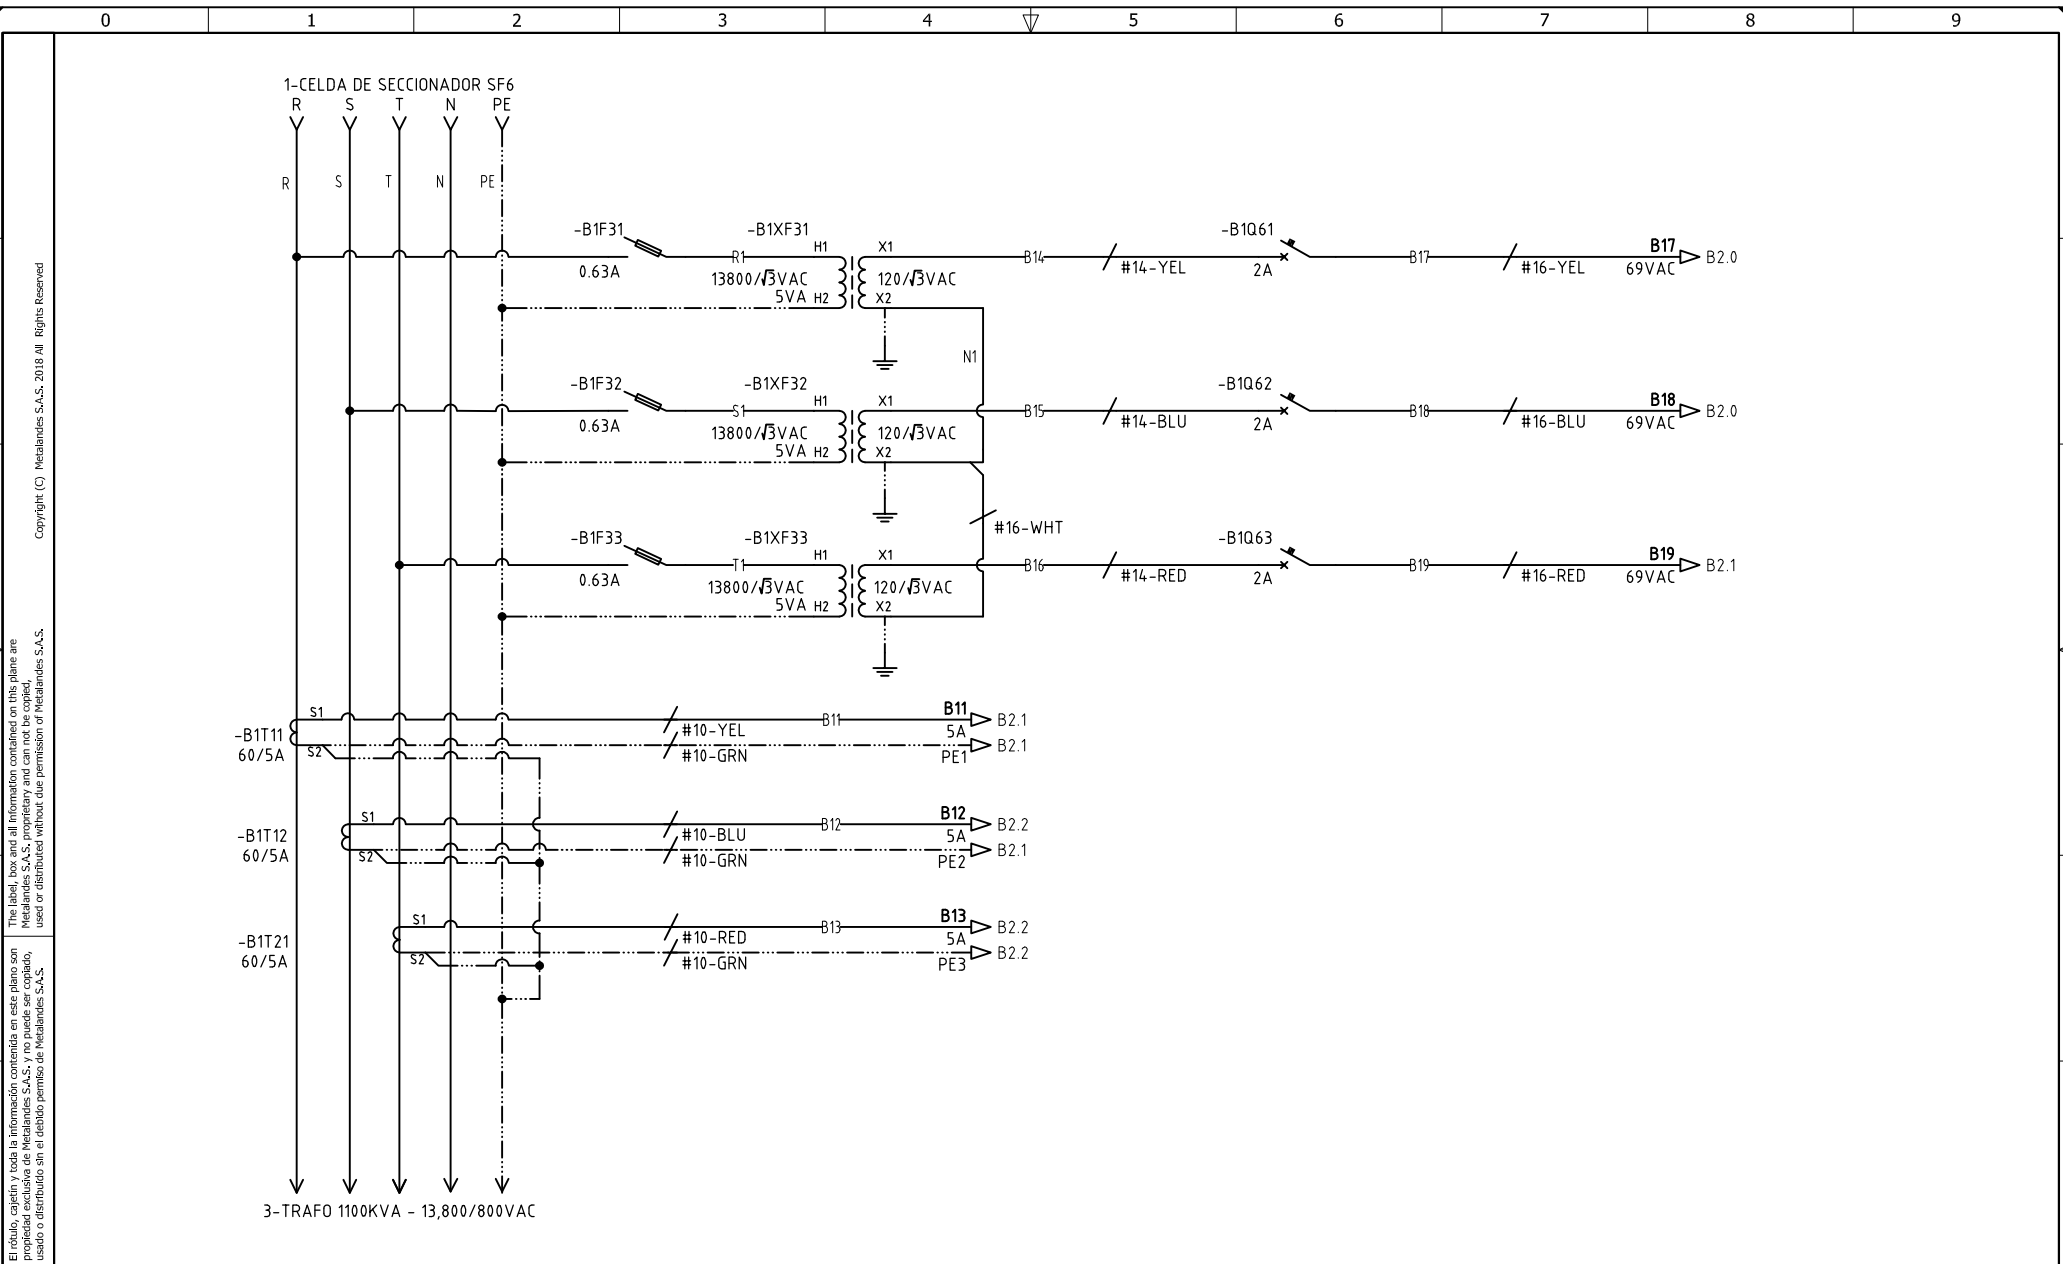 0 1 2 3 4 5 6 7 8 9
1-CELDA DE SECCIONADOR SF6
R S T N PE
R S T N PE
-B1F31
0.63A
R1
-B1XF31
H1
13800/√3VAC
5VA H2
X1
120/√3VAC
X2
B14
#14-YEL
-B1Q61
2A
B17
#16-YEL
B17
69VAC
B2.0
N1
-B1F32
0.63A
S1
-B1XF32
H1
13800/√3VAC
5VA H2
X1
120/√3VAC
X2
B15
#14-BLU
-B1Q62
2A
B18
#16-BLU
B18
69VAC
B2.0
#16-WHT
-B1F33
0.63A
T1
-B1XF33
H1
13800/√3VAC
5VA H2
X1
120/√3VAC
X2
B16
#14-RED
-B1Q63
2A
B19
#16-RED
B19
69VAC
B2.1
-B1T11
60/5A
S1
S2
#10-YEL
#10-GRN
B11
B11
5A
PE1
B2.1
B2.1
-B1T12
60/5A
S1
S2
#10-BLU
#10-GRN
B12
B12
5A
PE2
B2.2
B2.1
-B1T21
60/5A
S1
S2
#10-RED
#10-GRN
B13
B13
5A
PE3
B2.2
B2.2
3-TRAFO 1100KVA - 13,800/800VAC
El rótulo, cajetín y toda la información contenida en este plano son
propiedad exclusiva de Metalandes S.A.S. y no puede ser copiado,
usado o distribuido sin el debido permiso de Metalandes S.A.S.
The label, box and all information contained on this plane are
Metalandes S.A.S. proprietary and can not be copied,
used or distributed without due permission of Metalandes S.A.S.
Copyright (C) Metalandes S.A.S. 2018 All Rights Reserved